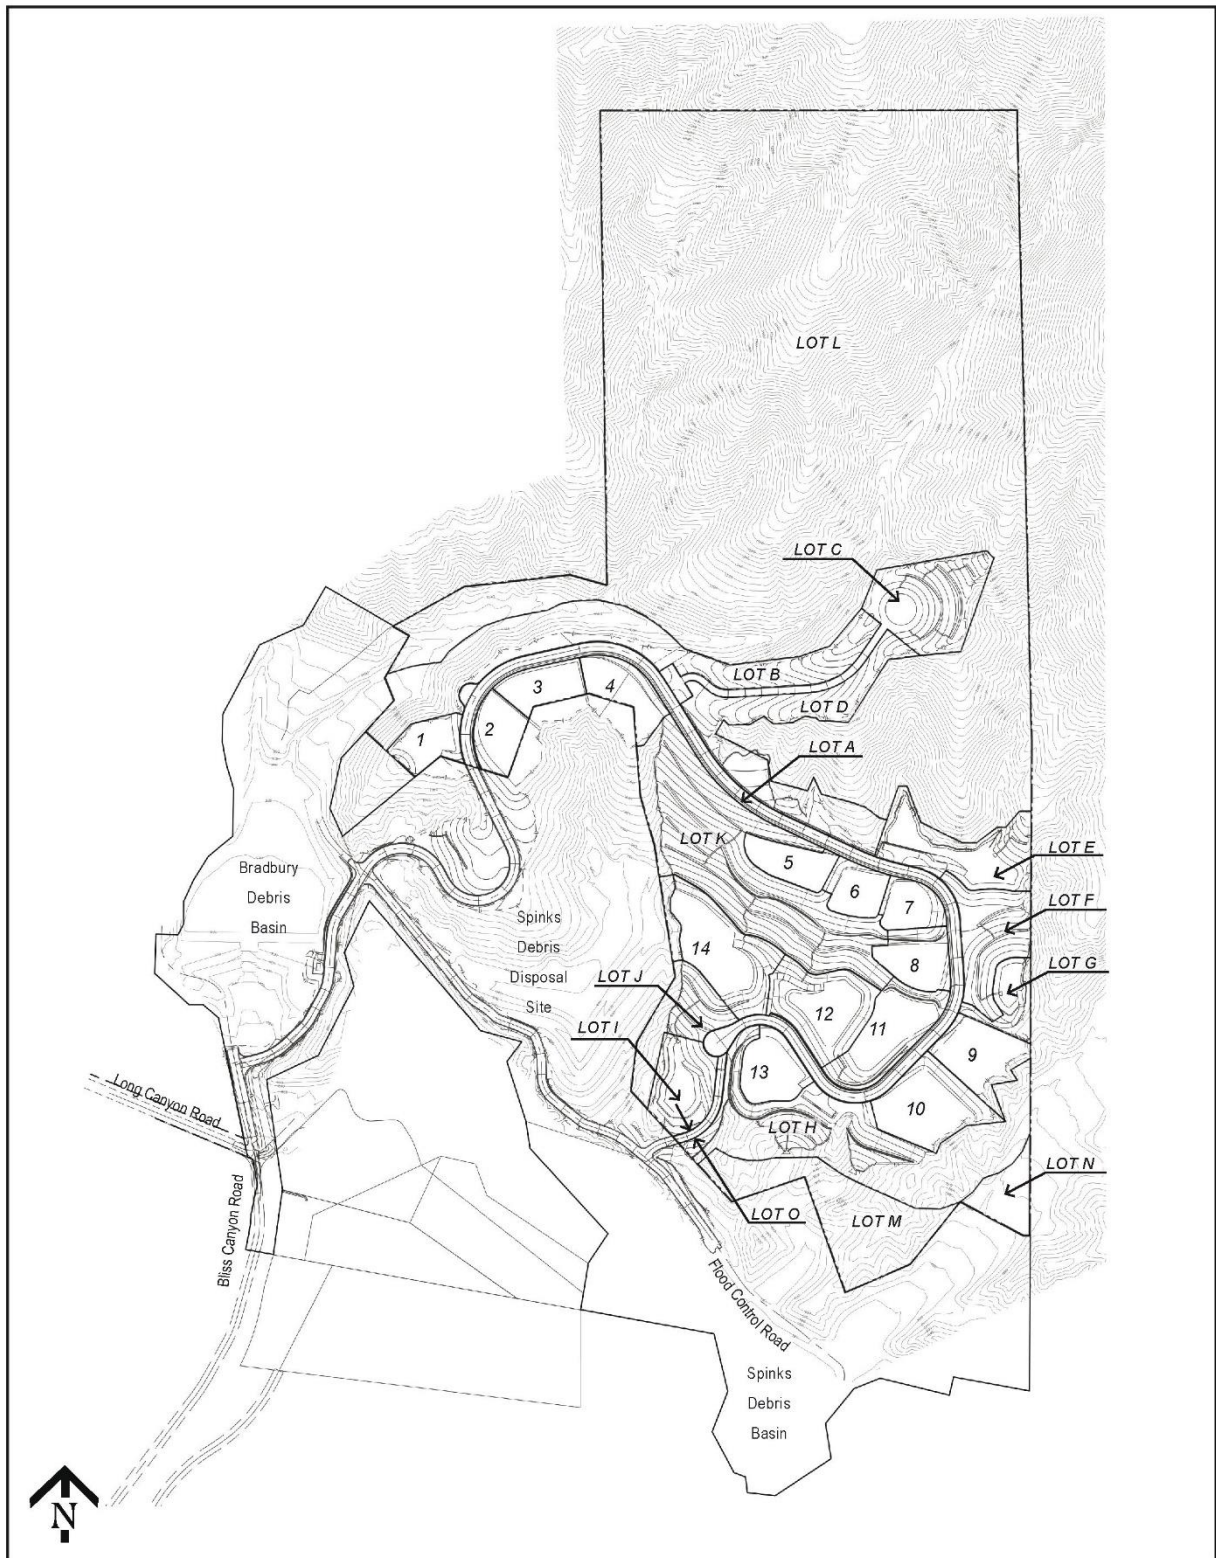 LOT L
LOT C
LOT B
3
4
LOT D
2
1
LOT A
LOT K
LOT E
5
Bradbury
Debris
Basin
6
7
LOT F
Spinks
Debris
Disposal
Site
14
8
LOT G
LOT J
12
LOT I
11
9
13
Long Canyon Road
10
LOT H
LOT N
Bliss Canyon Road
LOT O
LOT M
Flood Control Road
Spinks
Debris
Basin
N